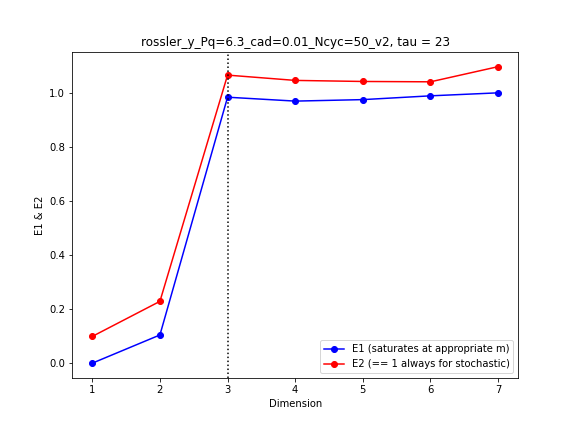 rossler_y_Pq=6.3_cad=0.01_Ncyc=50_v2, tau = 23
1.0
0.8
0.6
0.4
0.2
0.0
E1 & E2
E1 (saturates at appropriate m)
E2 (== 1 always for stochastic)
1 2 3 4 5 6 7
Dimension